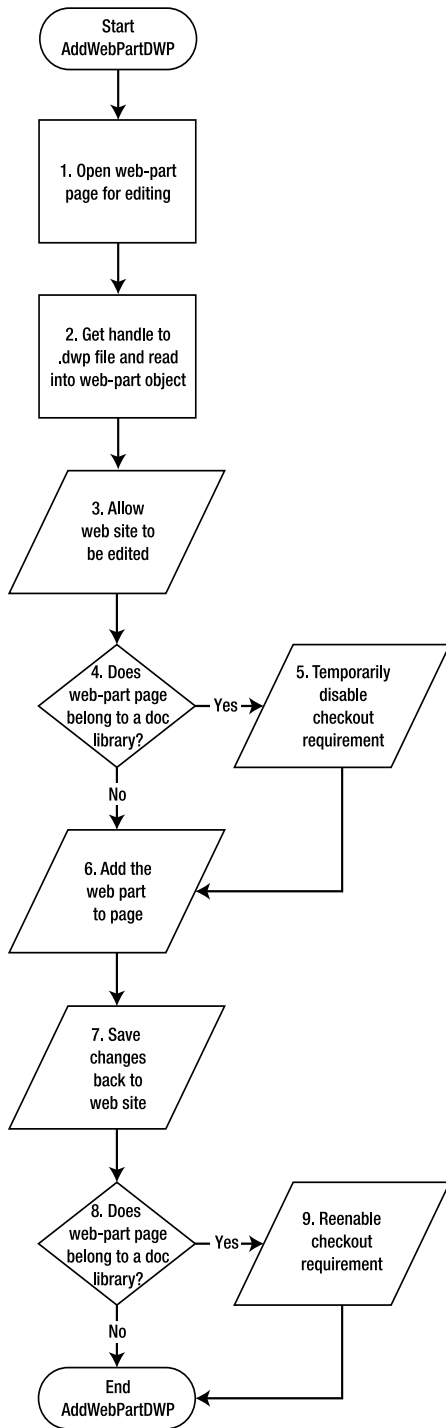 Start
AddWebPartDWP
1. Open web-part
page for editing
2. Get handle to
.dwp file and read
into web-part object
3. Allow
web site to
be edited
4. Does
web-part page
belong to a doc
library?
Yes
5. Temporarily
disable
checkout
requirement
No
6. Add the
web part
to page
7. Save
changes
back to
web site
8. Does
web-part page
belong to a doc
library?
Yes
9. Reenable
checkout
requirement
No
End
AddWebPartDWP